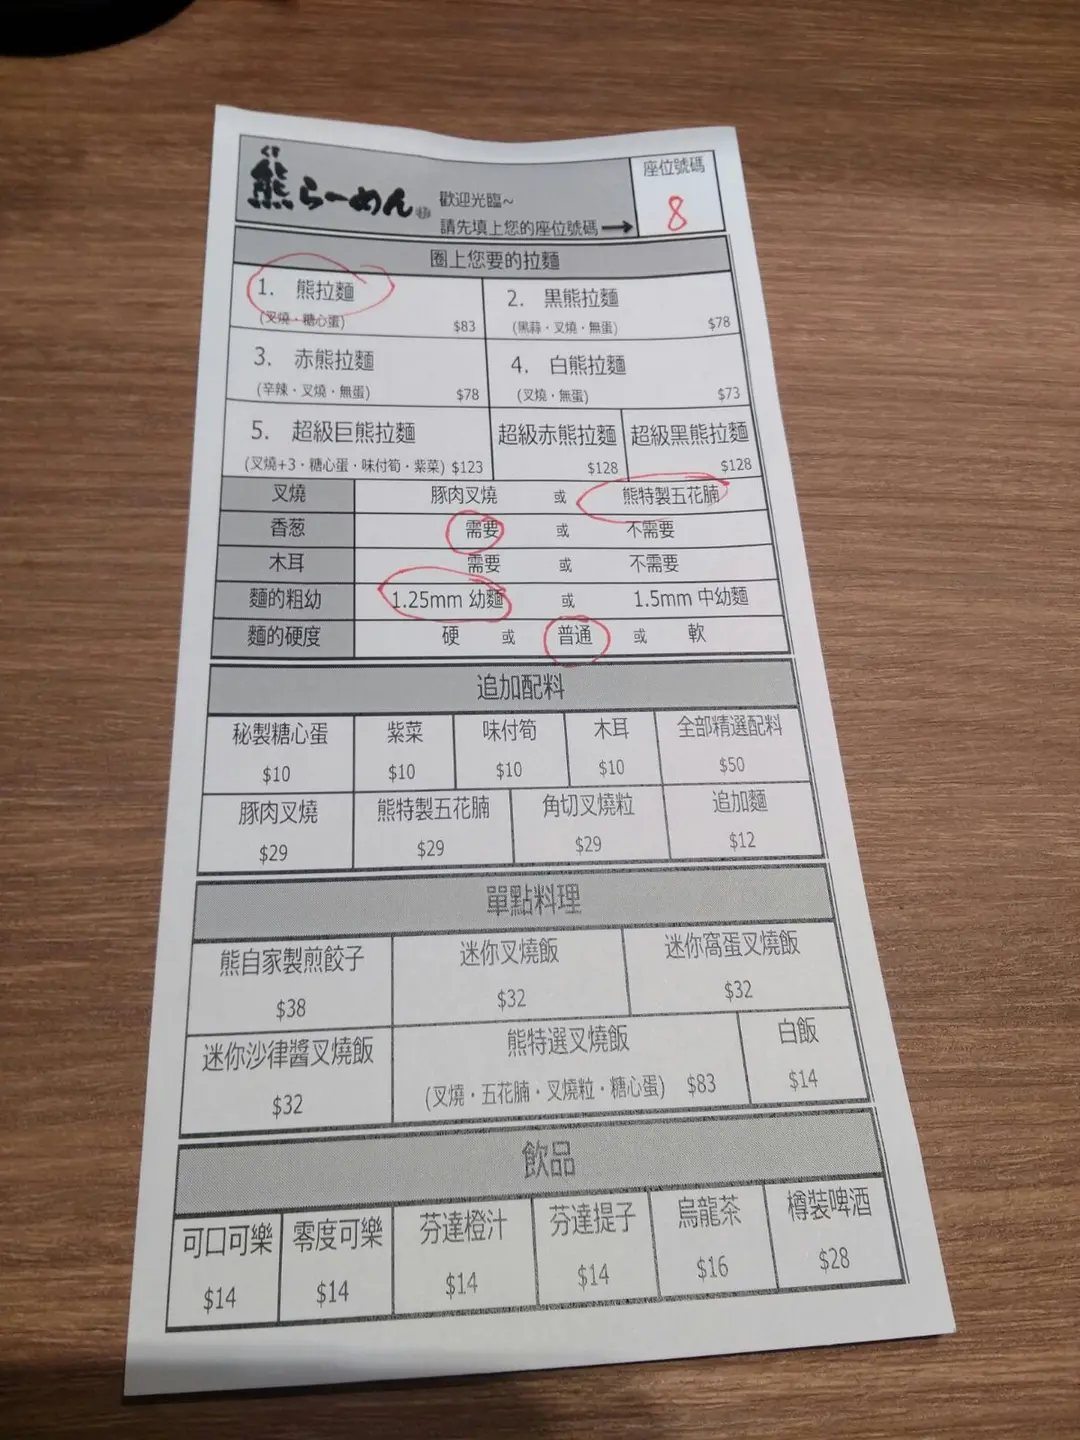 くま
熊らーめん
歡迎光臨~
請先填上您的座位號碼→
座位號碼
8
圈上您要的拉麵
1. 熊拉麵
(叉燒・糖心蛋) $83
2. 黒熊拉麵
(黑蒜・叉燒・無蛋) $78
3. 赤熊拉麵
(辛辣・叉燒・無蛋) $78
4. 白熊拉麵
(叉燒・無蛋) $73
5. 超級巨熊拉麵
(叉燒+3・糖心蛋・味付筍・紫菜) $123
超級赤熊拉麵
$128
超級黑熊拉麵
$128
叉燒 豚肉叉燒 或 熊特製五花腩
香葱 需要 或 不需要
木耳 需要 或 不需要
麵的粗幼 1.25mm 幼麵 或 1.5mm 中幼麵
麵的硬度 硬 或 普通 或 軟
追加配料
秘製糖心蛋 紫菜 味付筍 木耳 全部精選配料
$10 $10 $10 $10 $50
豚肉叉燒 熊特製五花腩 角切叉燒粒 追加麵
$29 $29 $29 $12
單點料理
熊自家製煎餃子 迷你叉燒飯 迷你窩蛋叉燒飯
$38 $32 $32
迷你沙律醬叉燒飯
$32
熊特選叉燒飯
(叉燒・五花腩・叉燒粒・糖心蛋) $83
白飯
$14
飲品
可口可樂 零度可樂 芬達橙汁 芬達提子 烏龍茶 樽裝啤酒
$14 $14 $14 $14 $16 $28